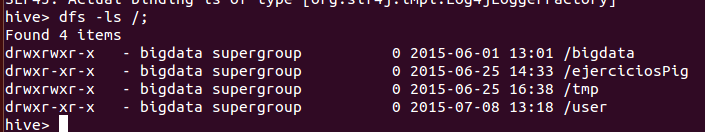 SLF4J: Actual binding is of type [org.slf4j.impl.Log4jLoggerFactory]
hive> dfs -ls /;
Found 4 items
drwxrwxr-x   - bigdata supergroup          0 2015-06-01 13:01 /bigdata
drwxr-xr-x   - bigdata supergroup          0 2015-06-25 14:33 /ejerciciosPig
drwxrwxr-x   - bigdata supergroup          0 2015-06-25 16:38 /tmp
drwxr-xr-x   - bigdata supergroup          0 2015-07-08 13:18 /user
hive>